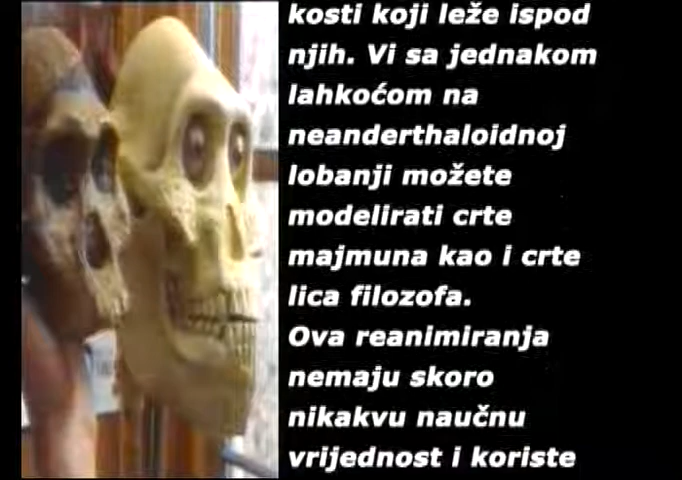 kosti koji leže ispod
njih. Vi sa jednakom
lahkoćom na
neanderthaloidnoj
lobanji možete
modelirati crte
majmuna kao i crte
lica filozofa.
Ova reanimiranja
nemaju skoro
nikakvu naučnu
vrijednost i koriste